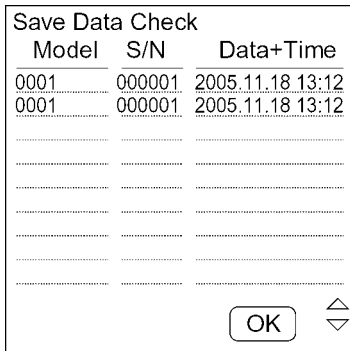 Save Data Check
Model S/N Data+Time
0001 000001 2005.11.18 13:12
0001 000001 2005.11.18 13:12
OK